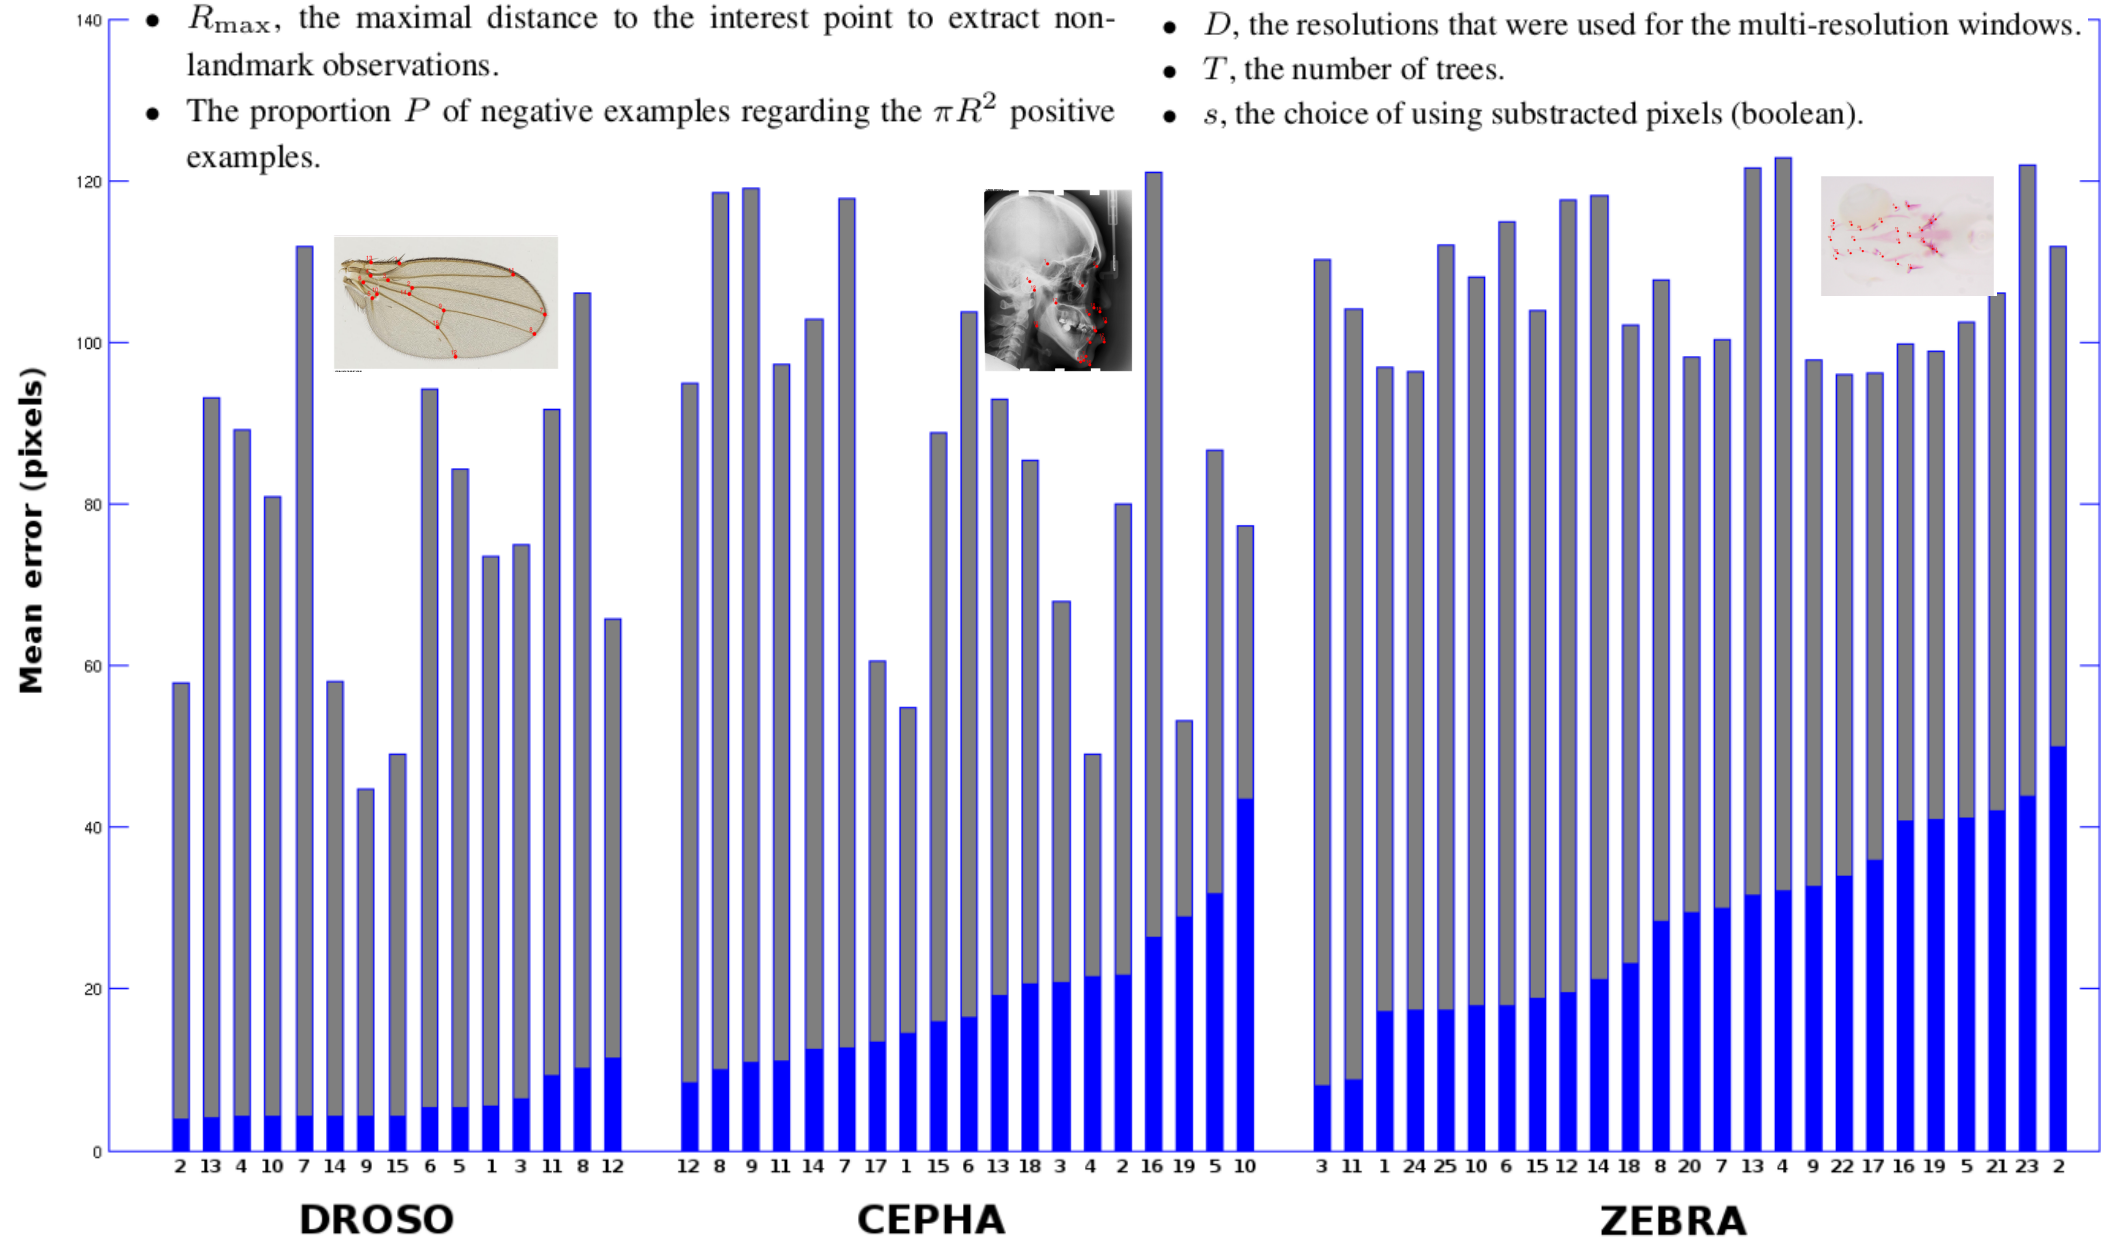 • R_max, the maximal distance to the interest point to extract non-
landmark observations.
• The proportion P of negative examples regarding the πR² positive
examples.
• D, the resolutions that were used for the multi-resolution windows.
• T, the number of trees.
• s, the choice of using substracted pixels (boolean).
Mean error (pixels)
140
120
100
80
60
40
20
0
2 13 4 10 7 14 9 15 6 5 1 3 11 8 12
12 8 9 11 14 7 17 1 15 6 13 18 3 4 2 16 19 5 10
3 11 1 24 25 10 6 15 12 14 18 8 20 7 13 4 9 22 17 16 19 5 21 23 2
DROSO
CEPHA
ZEBRA